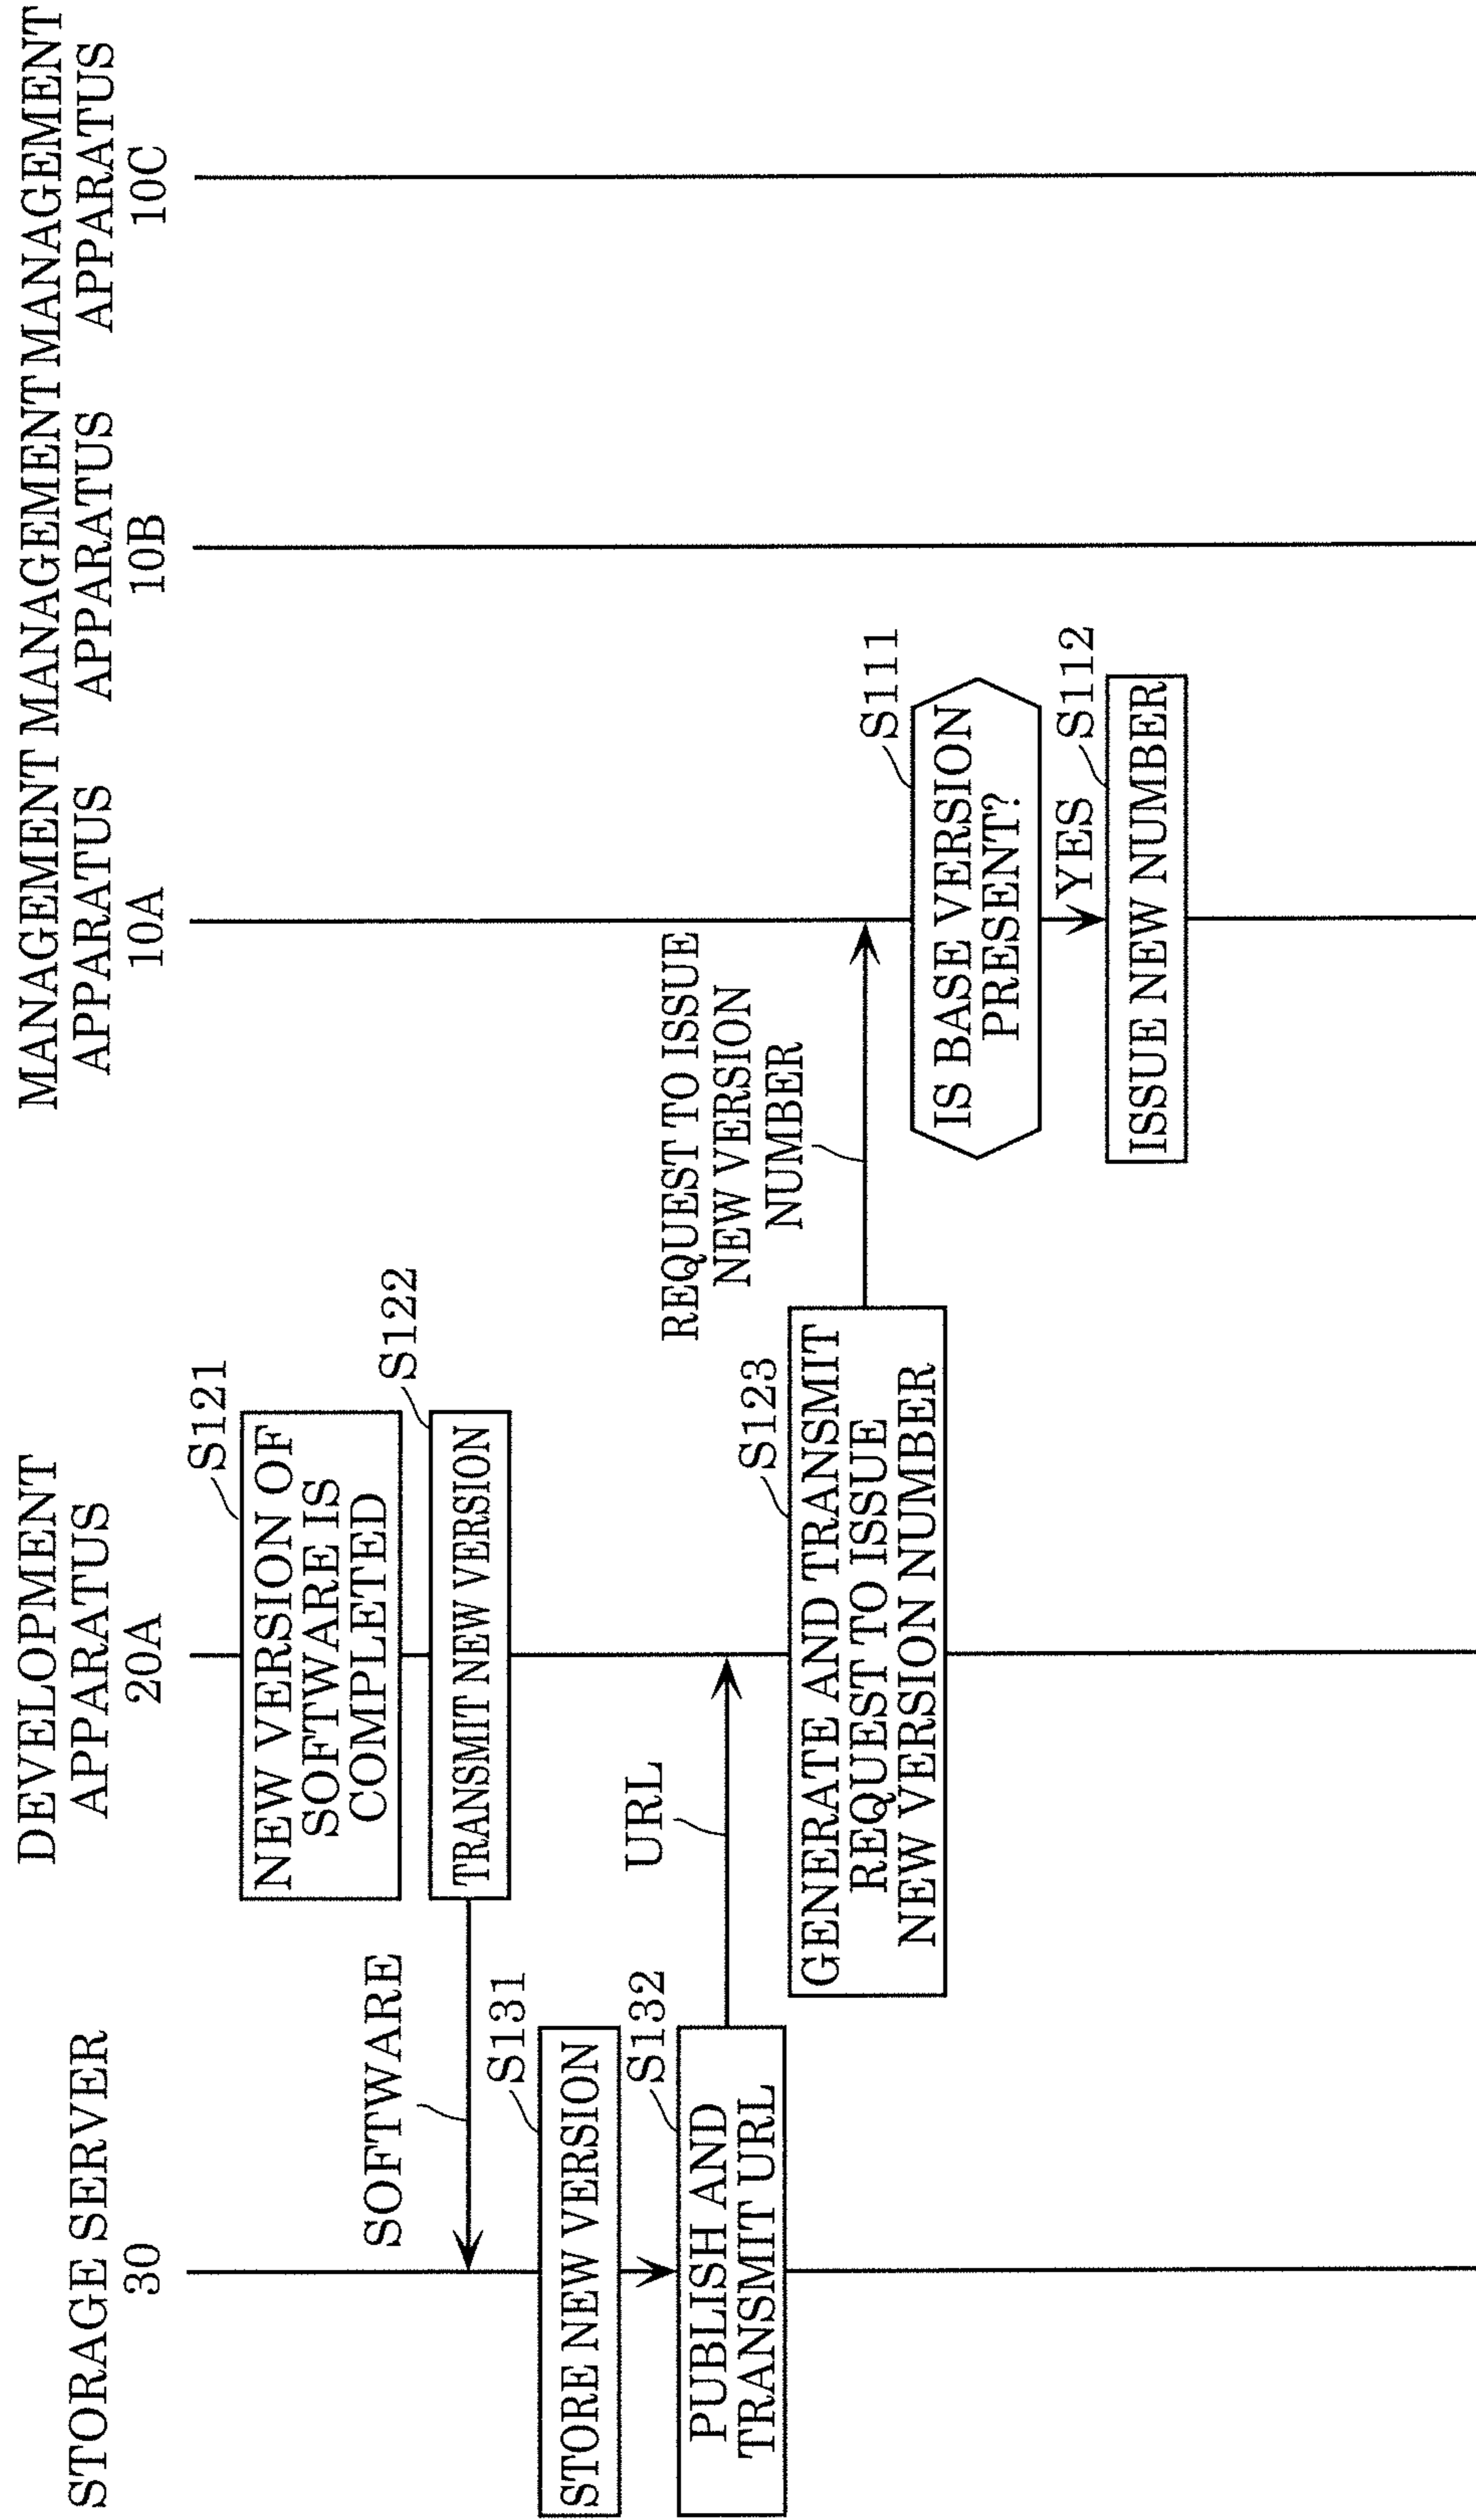 STORAGE SERVER
30
DEVELOPMENT
APPARATUS
20A
MANAGEMENT
APPARATUS
10A
MANAGEMENT
APPARATUS
10B
MANAGEMENT
APPARATUS
10C
S121
NEW VERSION OF
SOFTWARE IS
COMPLETED
S122
TRANSMIT NEW VERSION
SOFTWARE
S131
STORE NEW VERSION
S132
PUBLISH AND
TRANSMIT URL
URL
S123
GENERATE AND TRANSMIT
REQUEST TO ISSUE
NEW VERSION NUMBER
REQUEST TO ISSUE
NEW VERSION
NUMBER
S111
IS BASE VERSION
PRESENT?
YES
S112
ISSUE NEW NUMBER